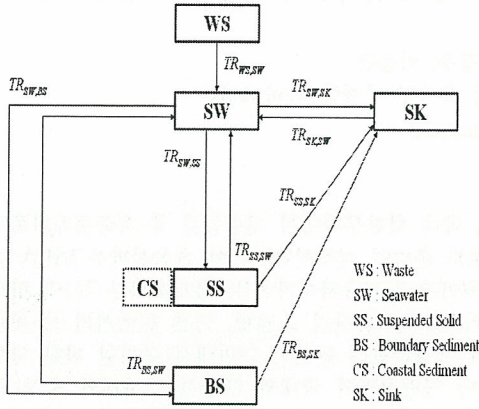 WS
TR_WS,SW
TR_SW,BS
SW
TR_SW,SK
SK
TR_SK,SW
TR_SW,SS
TR_SS,SK
TR_SS,SW
CS
SS
WS : Waste
SW : Seawater
SS : Suspended Solid
BS : Boundary Sediment
CS : Coastal Sediment
SK : Sink
TR_BS,SW
TR_BS,SK
BS